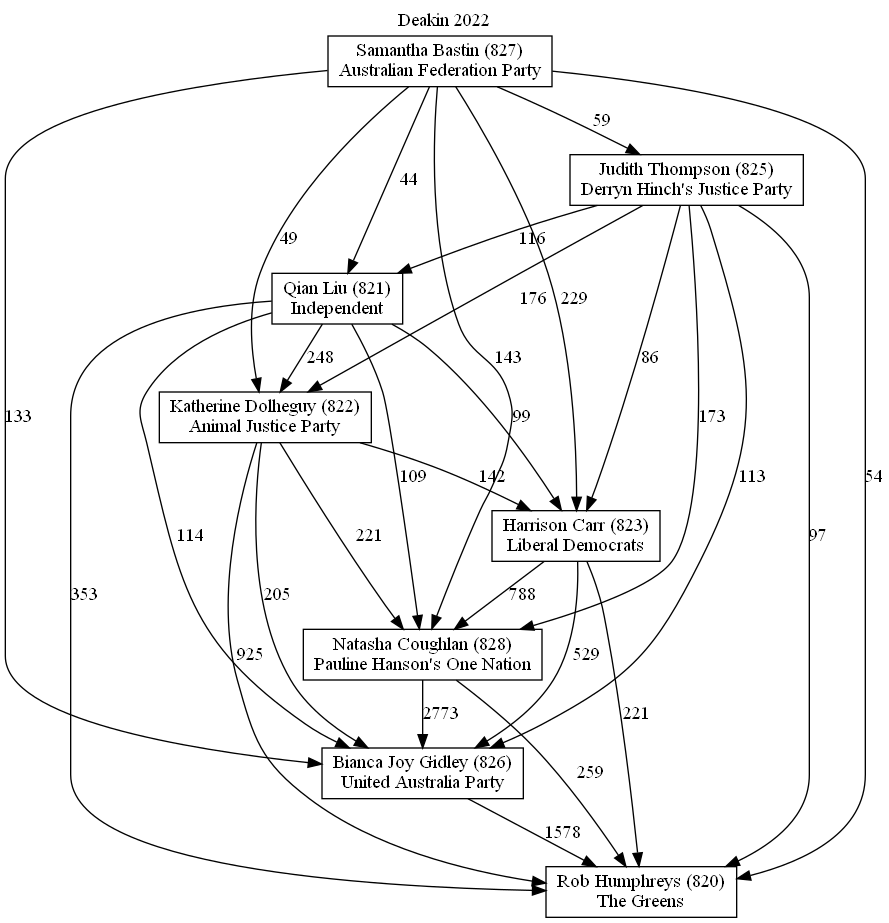 Deakin 2022
Samantha Bastin (827)
Australian Federation Party
59
Judith Thompson (825)
Derryn Hinch's Justice Party
44
49
116
Qian Liu (821)
Independent
176
229
248
143
86
Katherine Dolheguy (822)
Animal Justice Party
133
99
173
109
142
113
54
Harrison Carr (823)
Liberal Democrats
114
221
97
353
205
788
Natasha Coughlan (828)
Pauline Hanson's One Nation
925
529
2773
221
Bianca Joy Gidley (826)
United Australia Party
259
1578
Rob Humphreys (820)
The Greens